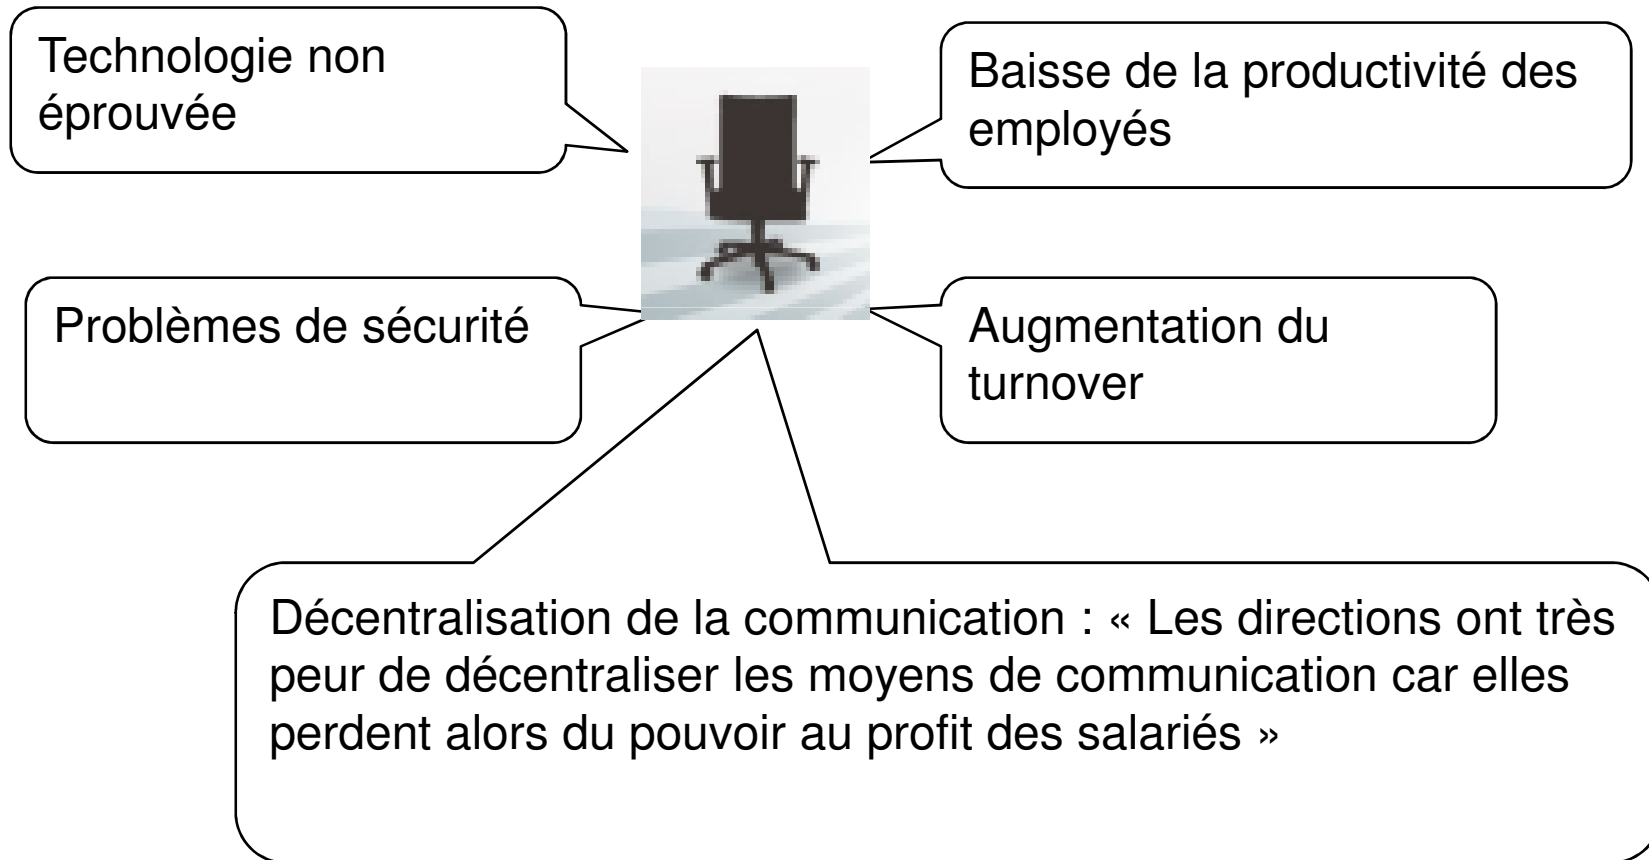 Technologie non
éprouvée
Baisse de la productivité des
employés
Problèmes de sécurité
Augmentation du
turnover
Décentralisation de la communication : « Les directions ont très
peur de décentraliser les moyens de communication car elles
perdent alors du pouvoir au profit des salariés »